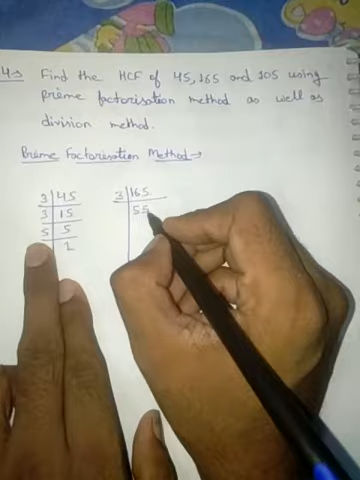 4.→ Find the HCF of 45, 165 and 105 using
Prime factorisation method as well as
division method.
Prime Factorisation Method →
3 | 45
3 | 15
5 | 5
1
3 | 165
55